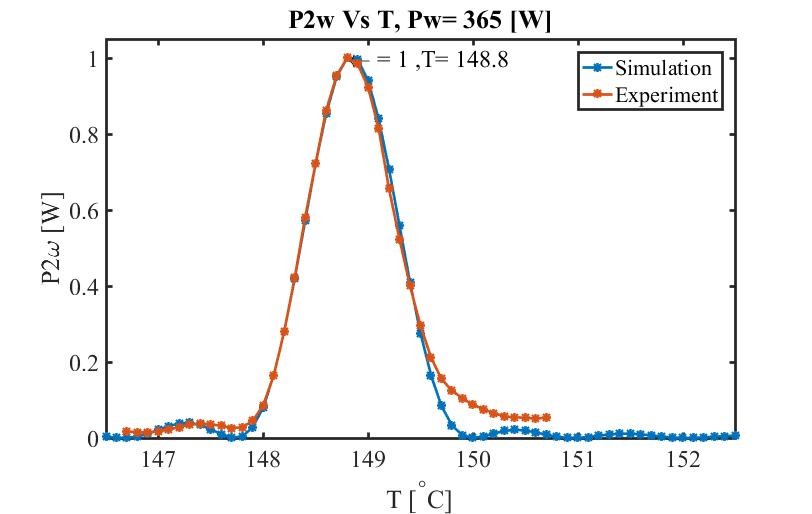 P2w Vs T, Pw= 365 [W]
= 1 ,T= 148.8
Simulation
Experiment
P2ω [W]
1
0.8
0.6
0.4
0.2
0
147 148 149 150 151 152
T [°C]